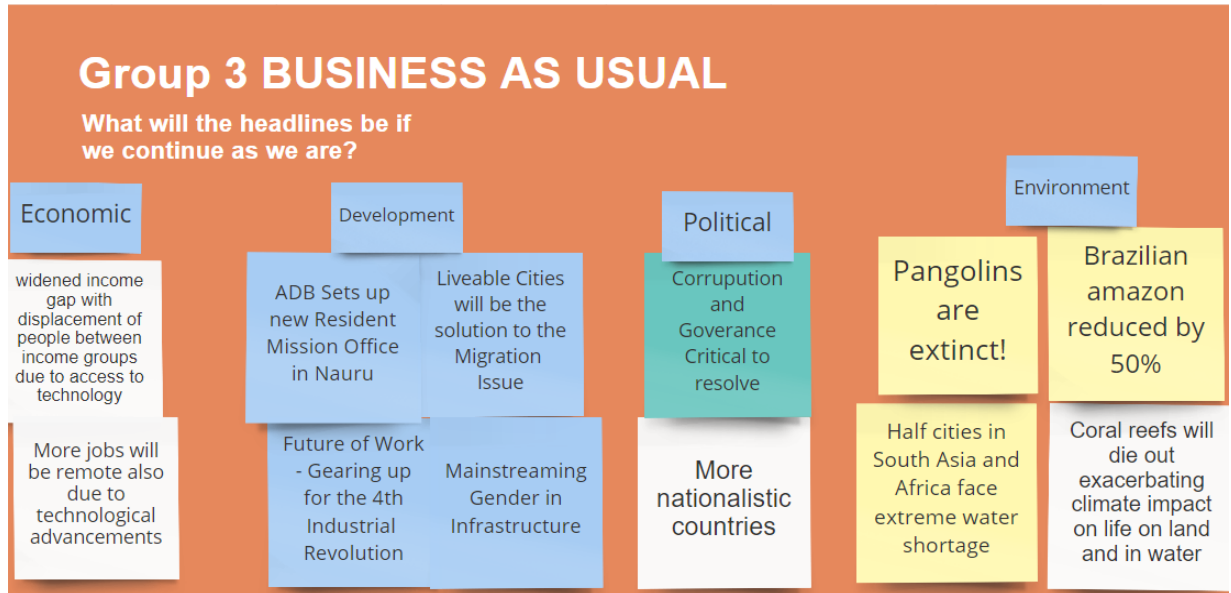 Group 3 BUSINESS AS USUAL
What will the headlines be if
we continue as we are?
Economic
widened income
gap with
displacement of
people between
income groups
due to access to
technology
More jobs will
be remote also
due to
technological
advancements
Development
ADB Sets up
new Resident
Mission Office
in Nauru
Liveable Cities
will be the
solution to the
Migration
Issue
Future of Work
- Gearing up
for the 4th
Industrial
Revolution
Mainstreaming
Gender in
Infrastructure
Political
Corrupution
and
Goverance
Critical to
resolve
More
nationalistic
countries
Environment
Pangolins
are
extinct!
Brazilian
amazon
reduced by
50%
Half cities in
South Asia and
Africa face
extreme water
shortage
Coral reefs will
die out
exacerbating
climate impact
on life on land
and in water